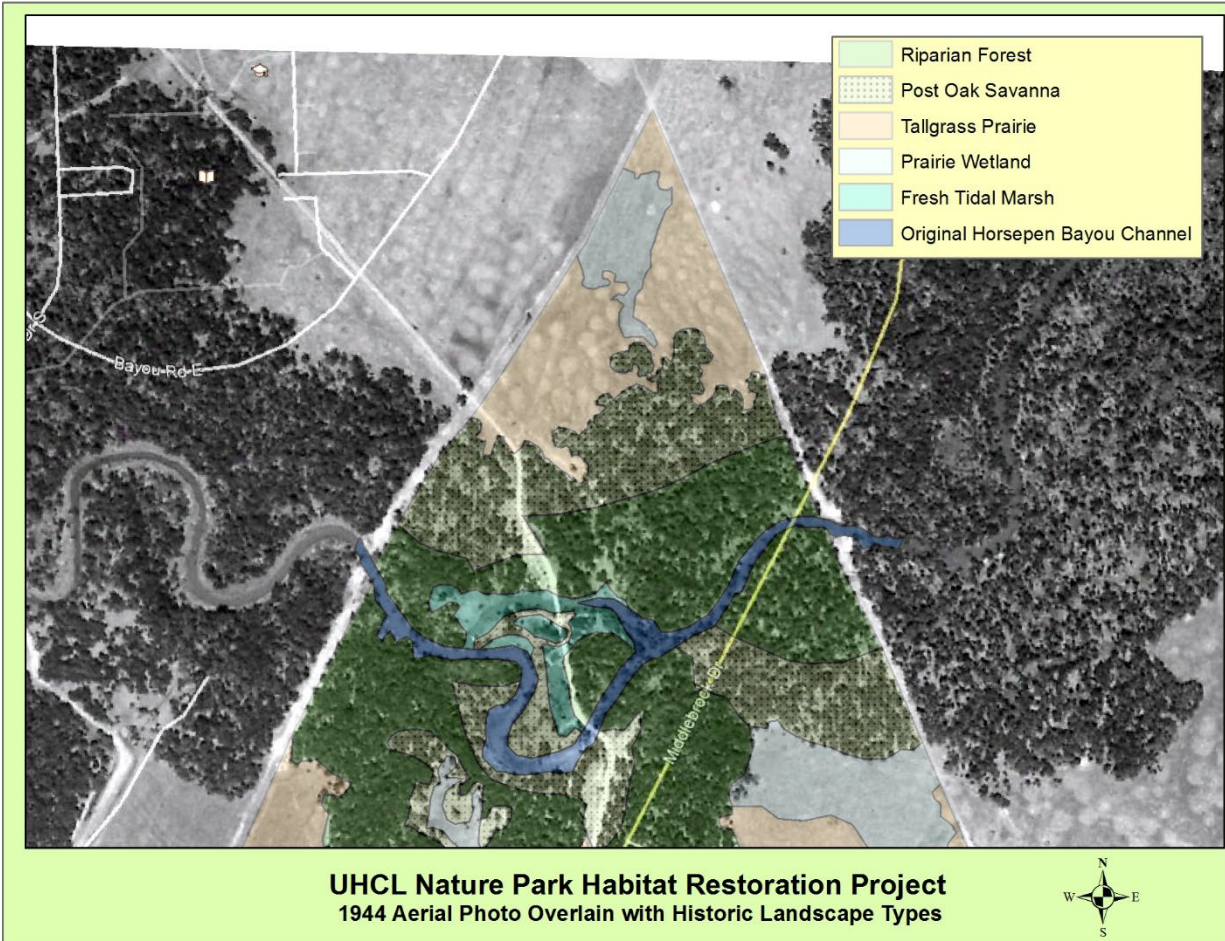 Riparian Forest
Post Oak Savanna
Tallgrass Prairie
Prairie Wetland
Fresh Tidal Marsh
Original Horsepen Bayou Channel
Bayou Rd E
Middlebrook Dr
UHCL Nature Park Habitat Restoration Project
1944 Aerial Photo Overlain with Historic Landscape Types
N
W E
S